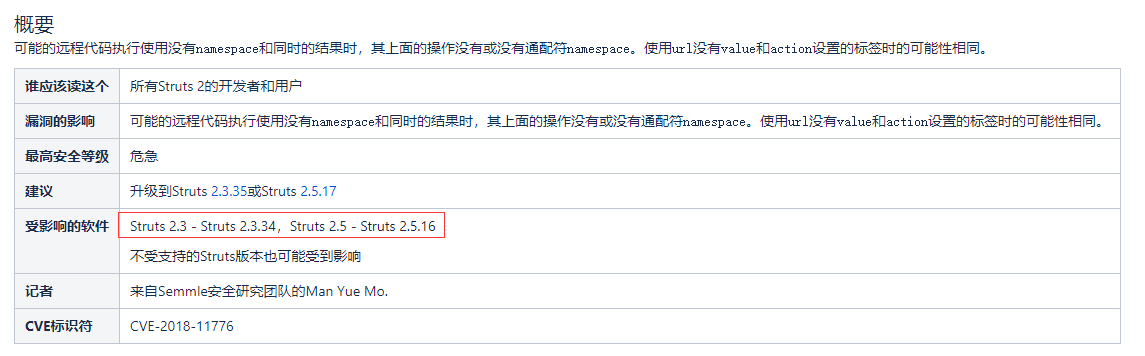 概要
可能的远程代码执行使用没有namespace和同时的结果时，其上面的操作没有或没有通配符namespace。使用url没有value和action设置的标签时的可能性相同。
谁应该读这个 所有Struts 2的开发者和用户
漏洞的影响 可能的远程代码执行使用没有namespace和同时的结果时，其上面的操作没有或没有通配符namespace。使用url没有value和action设置的标签时的可能性相同。
最高安全等级 危急
建议 升级到Struts 2.3.35或Struts 2.5.17
受影响的软件 Struts 2.3 - Struts 2.3.34，Struts 2.5 - Struts 2.5.16
不受支持的Struts版本也可能受到影响
记者 来自Semmle安全研究团队的Man Yue Mo.
CVE标识符 CVE-2018-11776